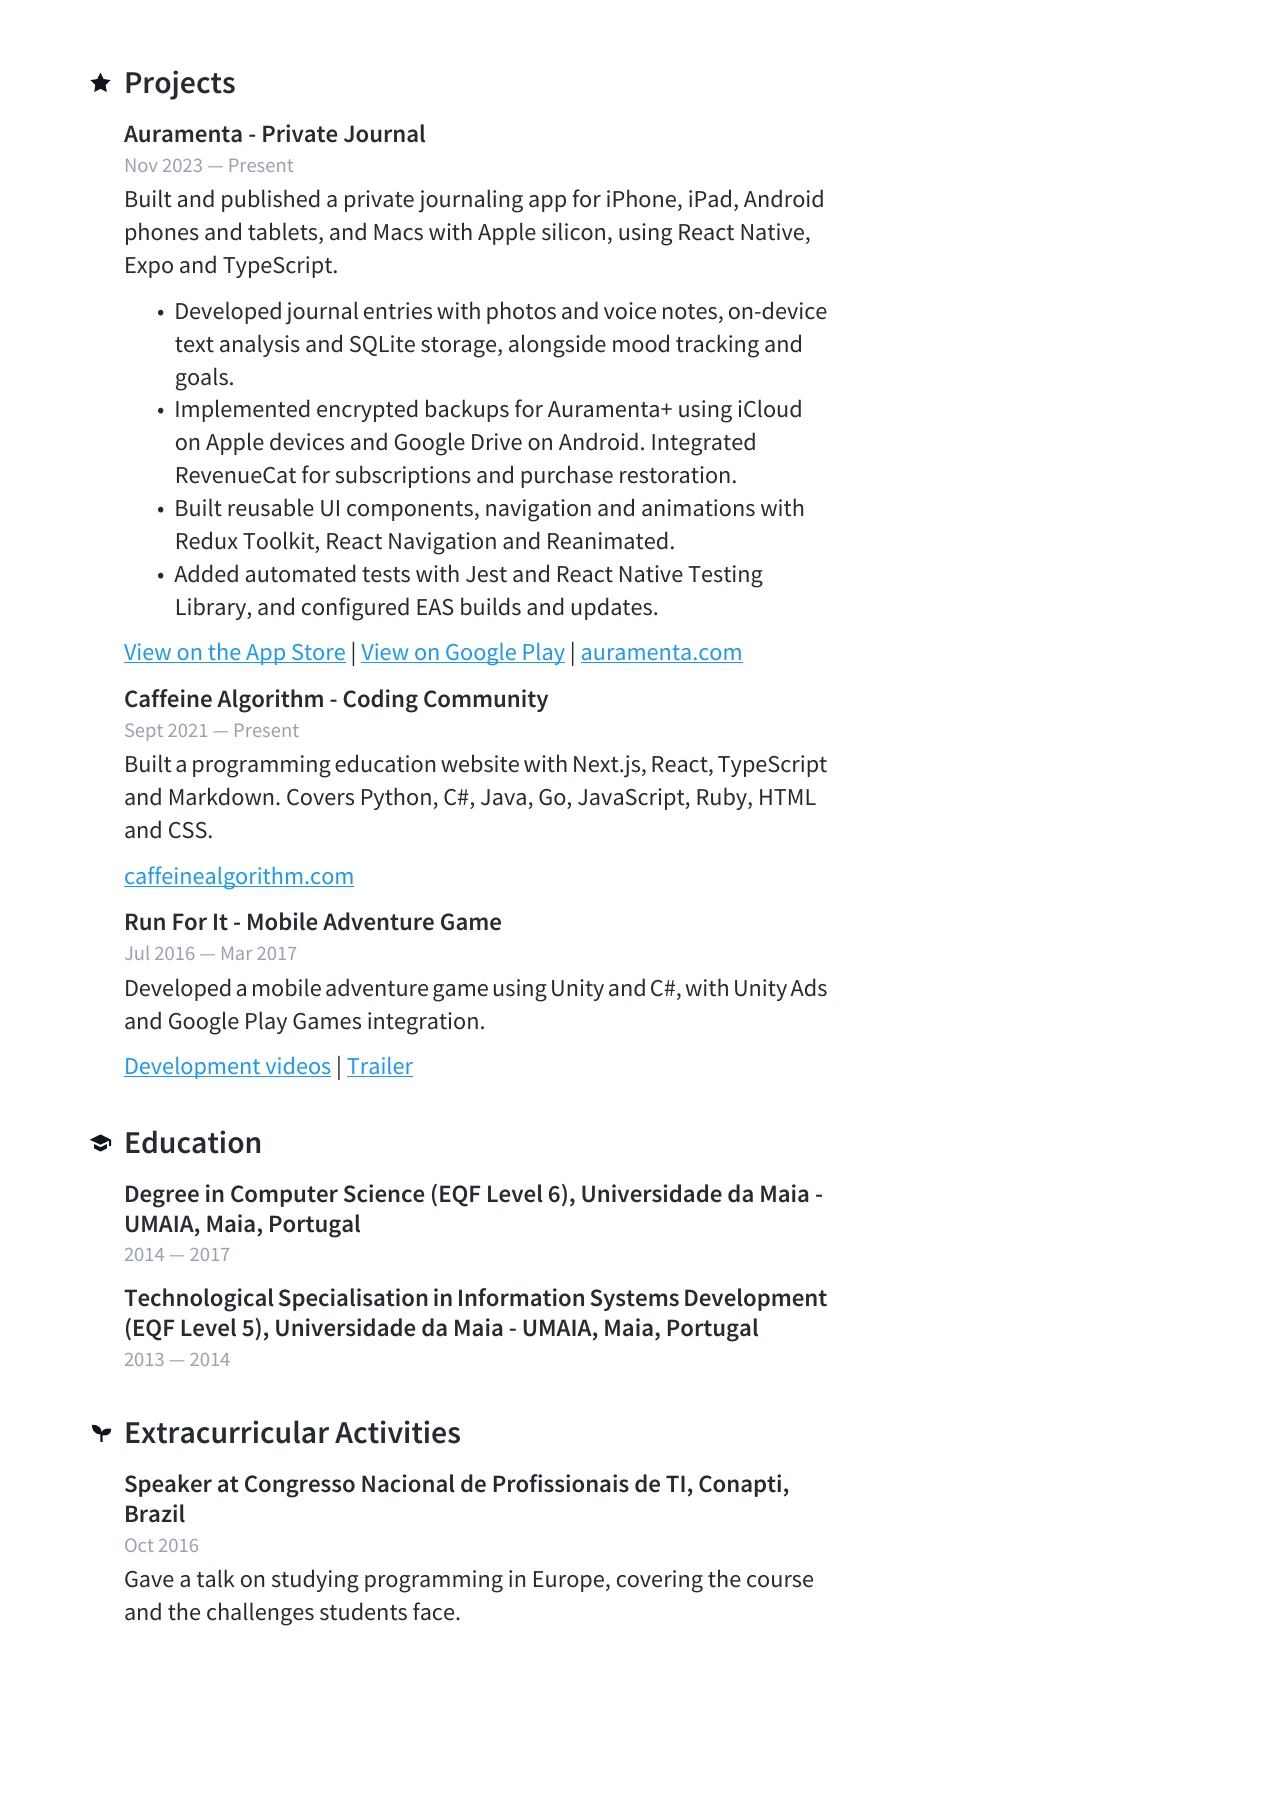 Projects
Auramenta - Private Journal
Nov 2023 — Present
Built and published a private journaling app for iPhone, iPad, Android
phones and tablets, and Macs with Apple silicon, using React Native,
Expo and TypeScript.
• Developed journal entries with photos and voice notes, on-device
text analysis and SQLite storage, alongside mood tracking and
goals.
• Implemented encrypted backups for Auramenta+ using iCloud
on Apple devices and Google Drive on Android. Integrated
RevenueCat for subscriptions and purchase restoration.
• Built reusable UI components, navigation and animations with
Redux Toolkit, React Navigation and Reanimated.
• Added automated tests with Jest and React Native Testing
Library, and configured EAS builds and updates.
View on the App Store | View on Google Play | auramenta.com
Caffeine Algorithm - Coding Community
Sept 2021 — Present
Built a programming education website with Next.js, React, TypeScript
and Markdown. Covers Python, C#, Java, Go, JavaScript, Ruby, HTML
and CSS.
caffeinealgorithm.com
Run For It - Mobile Adventure Game
Jul 2016 — Mar 2017
Developed a mobile adventure game using Unity and C#, with Unity Ads
and Google Play Games integration.
Development videos | Trailer
Education
Degree in Computer Science (EQF Level 6), Universidade da Maia -
UMAIA, Maia, Portugal
2014 — 2017
Technological Specialisation in Information Systems Development
(EQF Level 5), Universidade da Maia - UMAIA, Maia, Portugal
2013 — 2014
Extracurricular Activities
Speaker at Congresso Nacional de Profissionais de TI, Conapti,
Brazil
Oct 2016
Gave a talk on studying programming in Europe, covering the course
and the challenges students face.